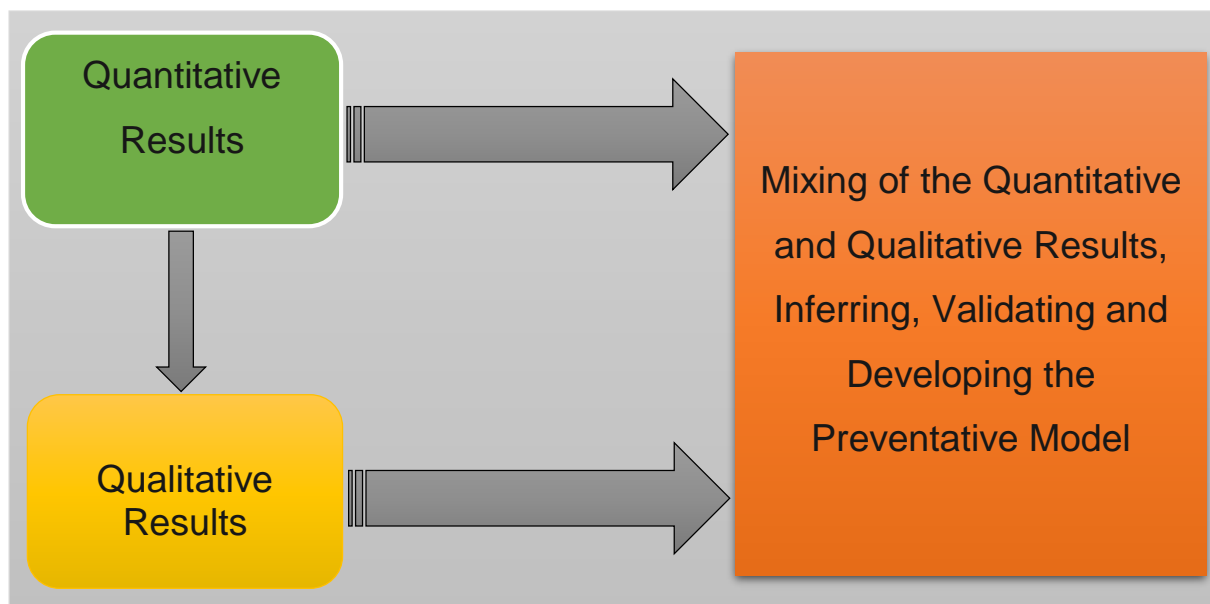 Quantitative
Results
Mixing of the Quantitative
and Qualitative Results,
Inferring, Validating and
Developing the
Preventative Model
Qualitative
Results